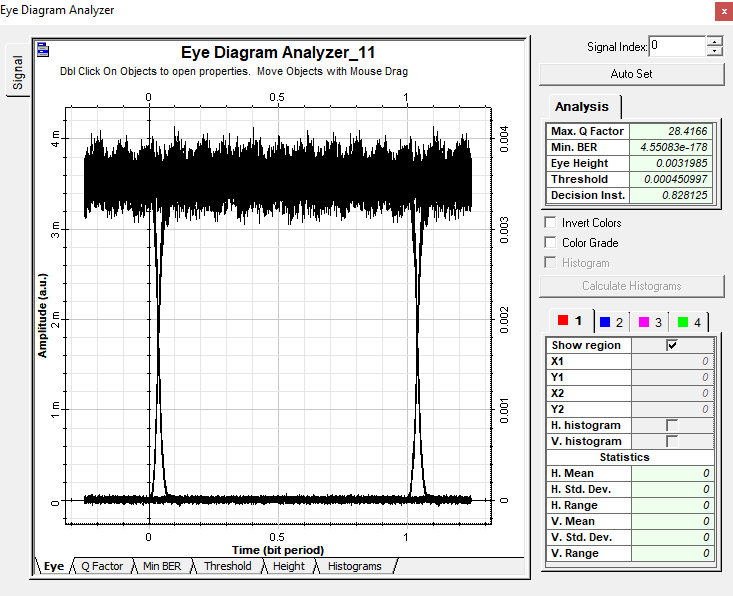 Eye Diagram Analyzer
x
Signal
Eye Diagram Analyzer_11
Dbl Click On Objects to open properties. Move Objects with Mouse Drag
0 0.5 1
4 m
3 m
2 m
1 m
0
Amplitude (a.u.)
0.004
0.003
0.002
0.001
0
0 0.5 1
Time (bit period)
Eye Q Factor Min BER Threshold Height Histograms
Signal Index: 0
Auto Set
Analysis
Max. Q Factor 28.4166
Min. BER 4.55083e-178
Eye Height 0.0031985
Threshold 0.000450997
Decision Inst. 0.828125
Invert Colors
Color Grade
Histogram
Calculate Histograms
1 2 3 4
Show region
X1 0
Y1 0
X2 0
Y2 0
H. histogram
V. histogram
Statistics
H. Mean 0
H. Std. Dev. 0
H. Range 0
V. Mean 0
V. Std. Dev. 0
V. Range 0